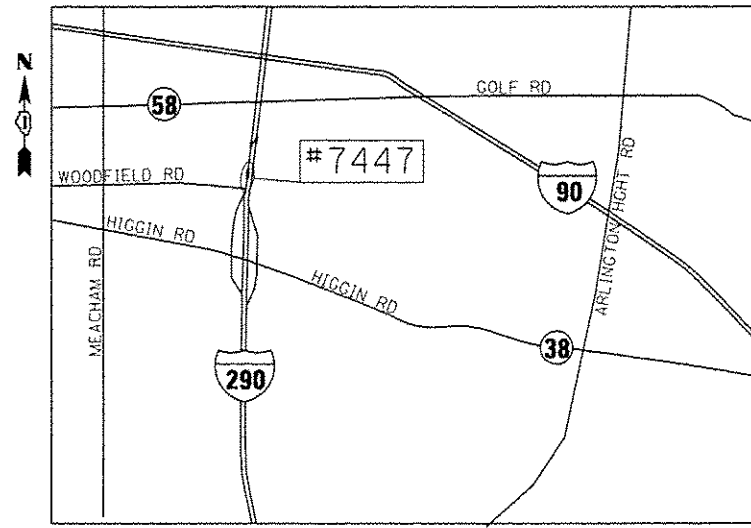 N
GOLF RD
58
#7447
WOODFIELD RD
90
HIGGIN RD
ARLINGTON HGHT RD
MEACHAM RD
HIGGIN RD
38
290